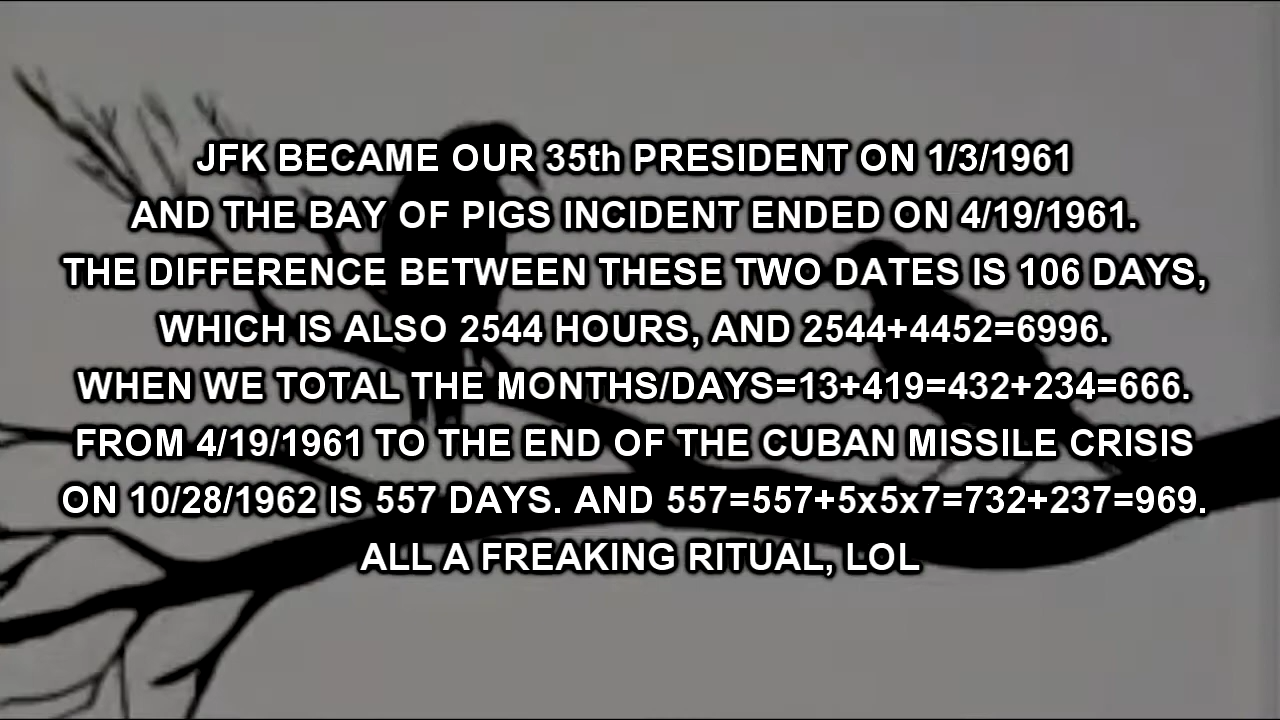 JFK BECAME OUR 35th PRESIDENT ON 1/3/1961
AND THE BAY OF PIGS INCIDENT ENDED ON 4/19/1961.
THE DIFFERENCE BETWEEN THESE TWO DATES IS 106 DAYS,
WHICH IS ALSO 2544 HOURS, AND 2544+4452=6996.
WHEN WE TOTAL THE MONTHS/DAYS=13+419=432+234=666.
FROM 4/19/1961 TO THE END OF THE CUBAN MISSILE CRISIS
ON 10/28/1962 IS 557 DAYS. AND 557=557+5x5x7=732+237=969.
ALL A FREAKING RITUAL, LOL